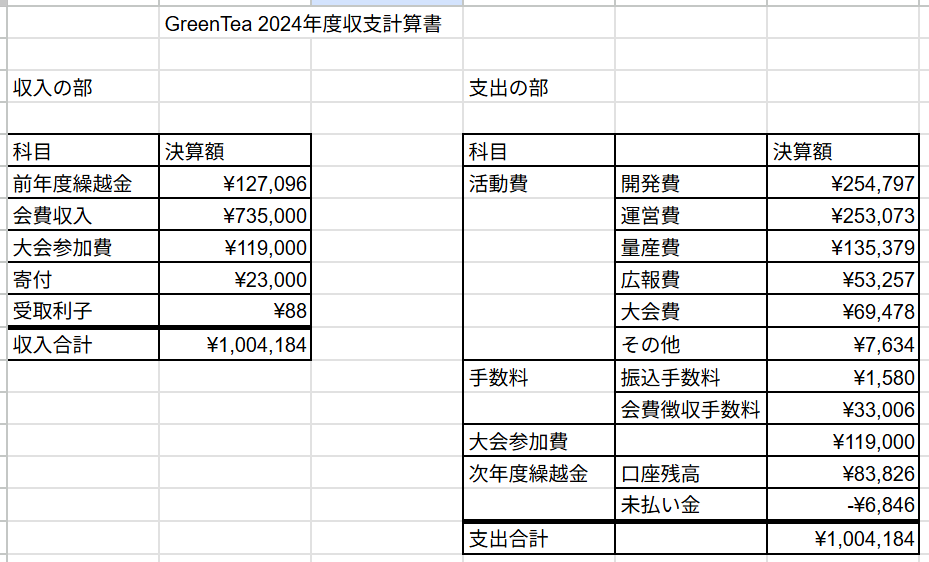 GreenTea 2024年度収支計算書
収入の部
科目 決算額
前年度繰越金 ¥127,096
会費収入 ¥735,000
大会参加費 ¥119,000
寄付 ¥23,000
受取利子 ¥88
収入合計 ¥1,004,184
支出の部
科目 決算額
活動費 開発費 ¥254,797
運営費 ¥253,073
量産費 ¥135,379
広報費 ¥53,257
大会費 ¥69,478
その他 ¥7,634
手数料 振込手数料 ¥1,580
会費徴収手数料 ¥33,006
大会参加費 ¥119,000
次年度繰越金 口座残高 ¥83,826
未払い金 -¥6,846
支出合計 ¥1,004,184